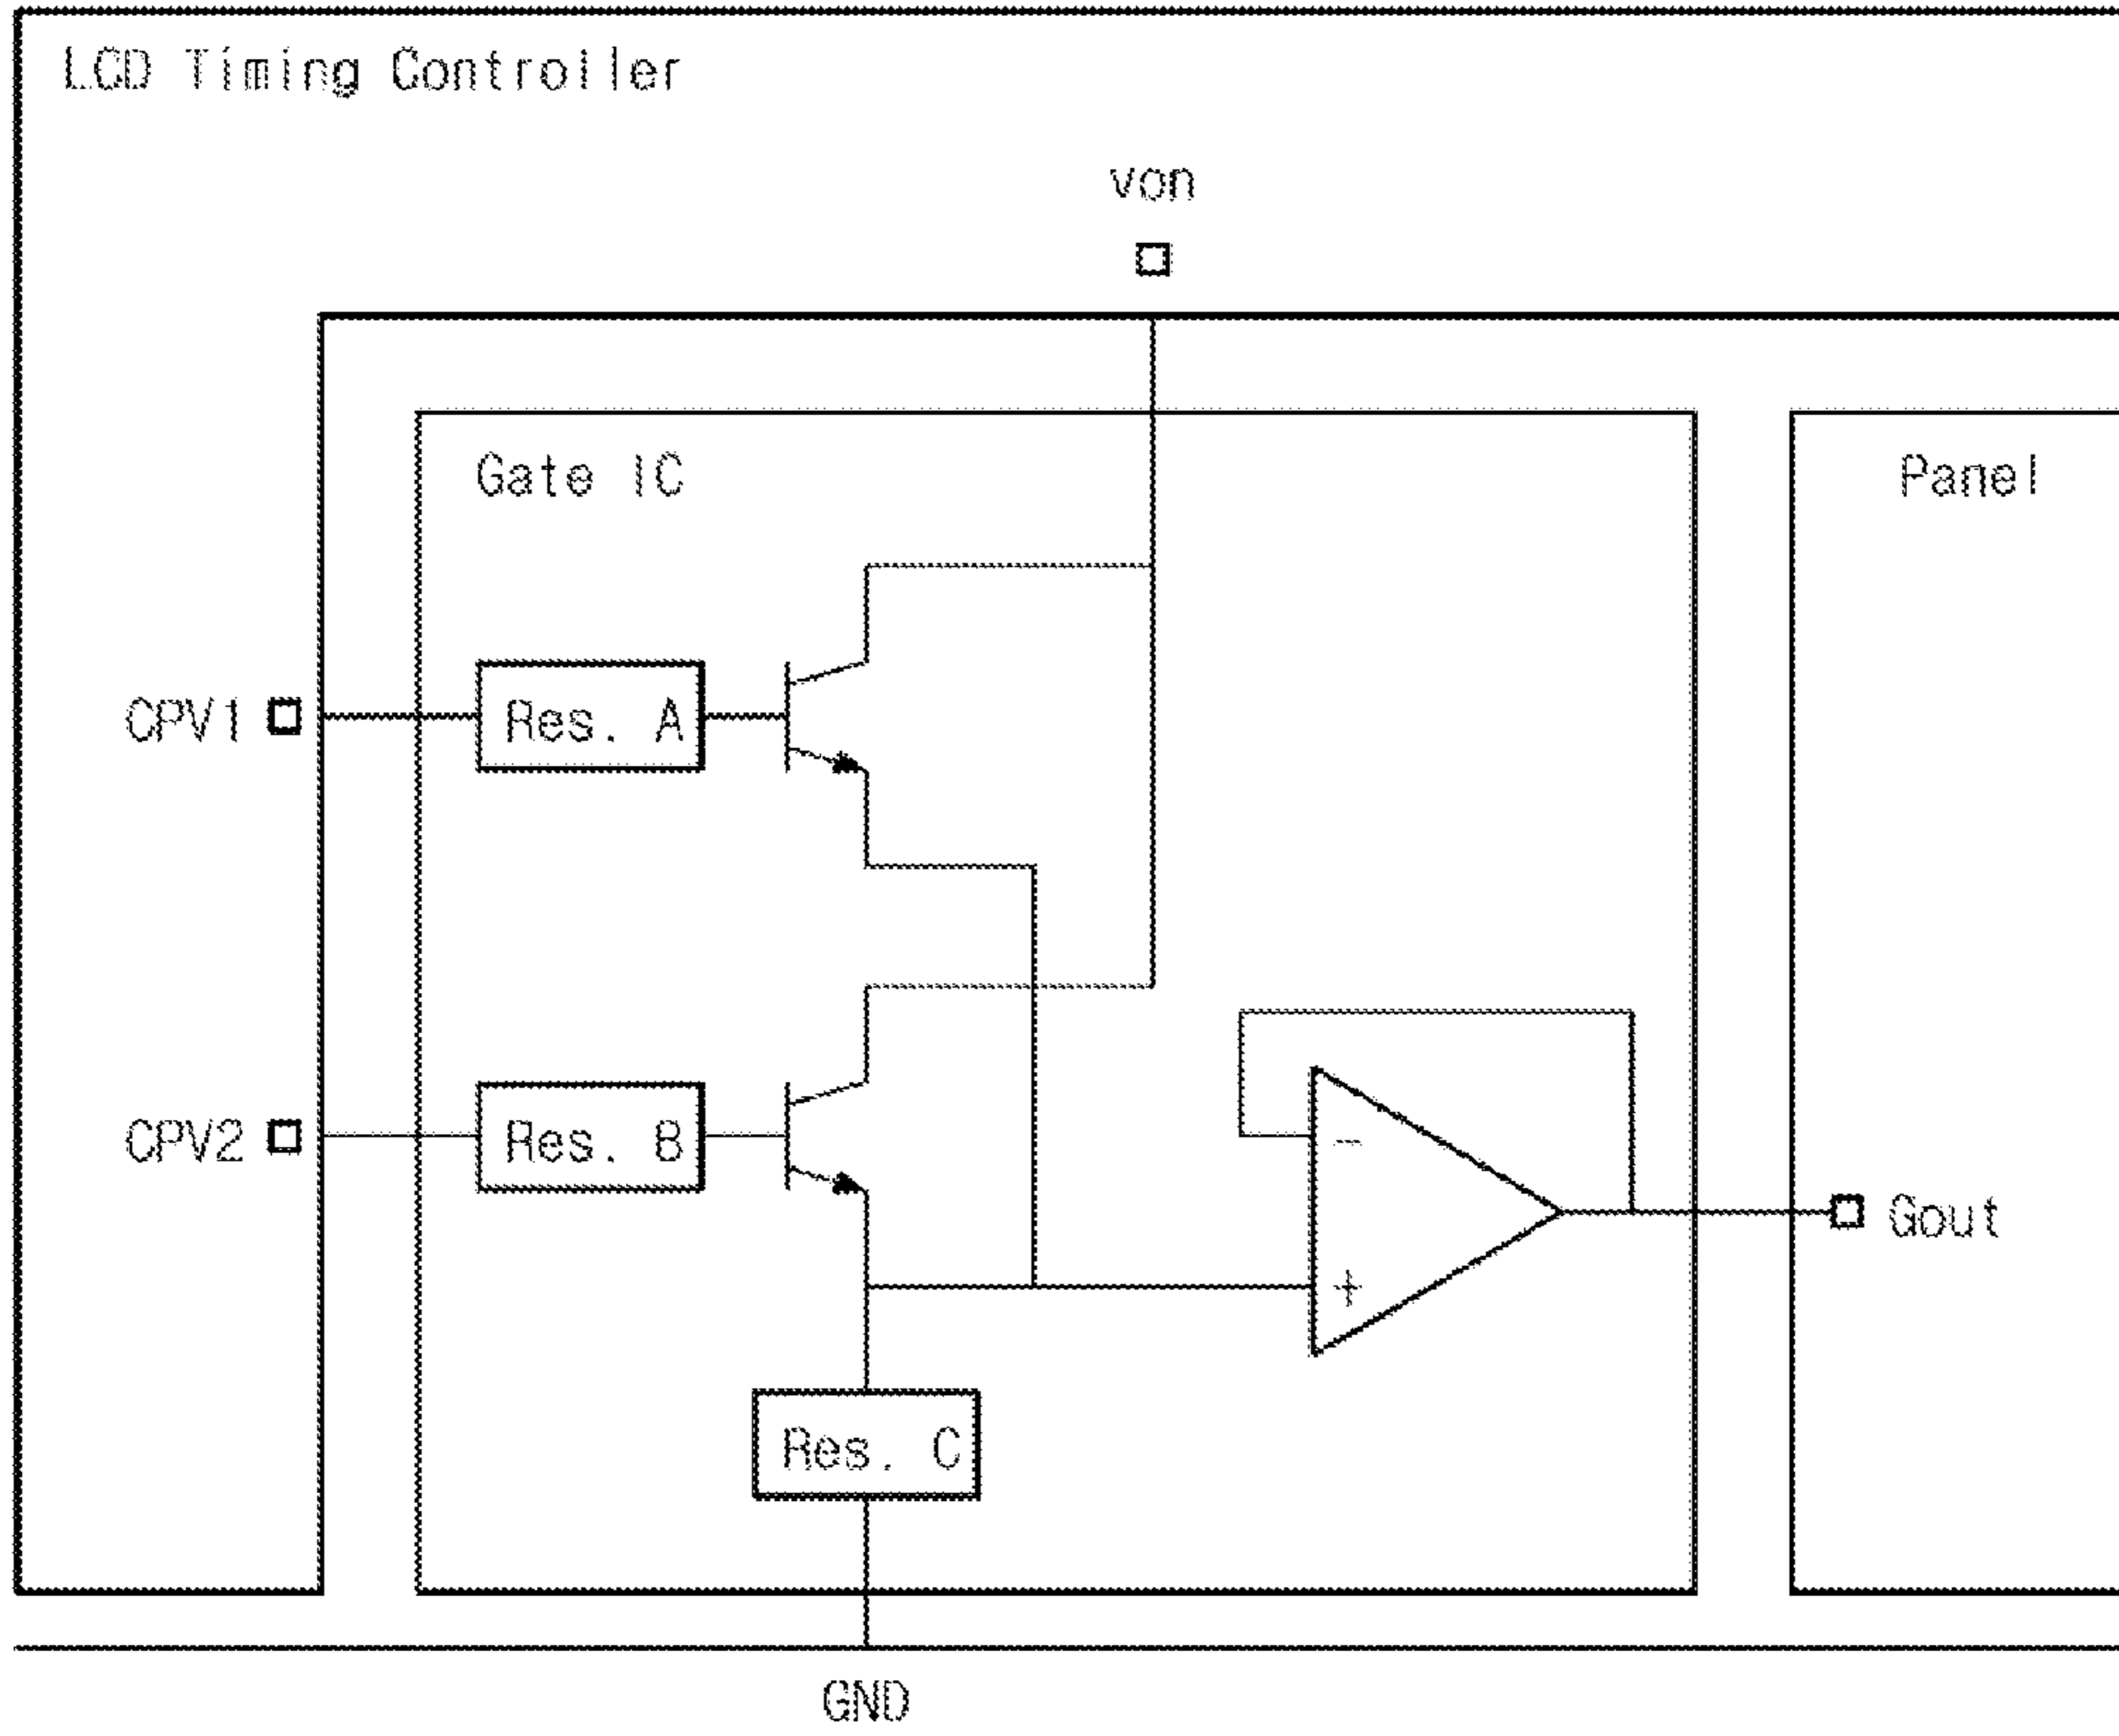 LCD Timing Controller
von
Gate IC
Panel
CPV1
Res. A
CPV2
Res. B
-
+
Gout
Res. C
GND